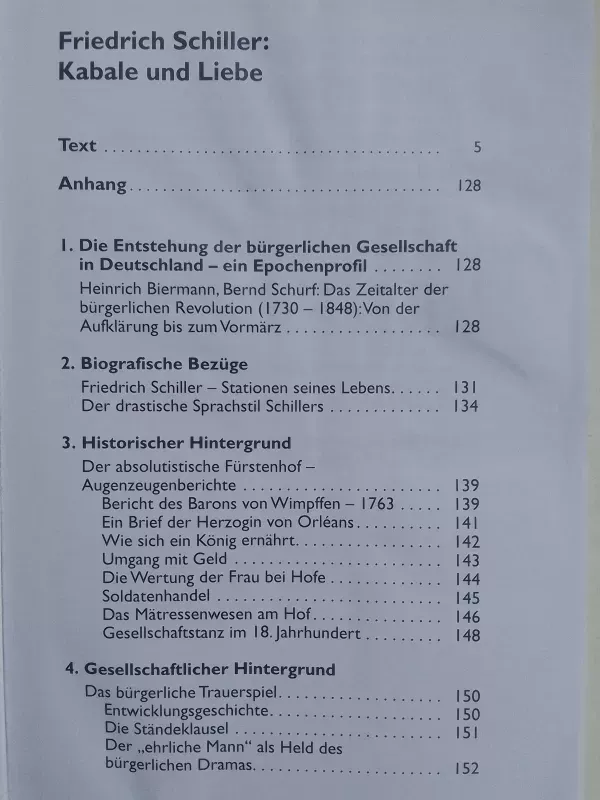 Friedrich Schiller:
Kabale und Liebe
Text ........................................ 5
Anhang ..................................... 128
1. Die Entstehung der bürgerlichen Gesellschaft
in Deutschland – ein Epochenprofil ........ 128
Heinrich Biermann, Bernd Schurf: Das Zeitalter der
bürgerlichen Revolution (1730 – 1848): Von der
Aufklärung bis zum Vormärz .................. 128
2. Biografische Bezüge
Friedrich Schiller – Stationen seines Lebens...... 131
Der drastische Sprachstil Schillers ............. 134
3. Historischer Hintergrund
Der absolutistische Fürstenhof –
Augenzeugenberichte ........................ 139
Bericht des Barons von Wimpffen – 1763 ..... 139
Ein Brief der Herzogin von Orléans.......... 141
Wie sich ein König ernährt................. 142
Umgang mit Geld ......................... 143
Die Wertung der Frau bei Hofe ............. 144
Soldatenhandel .......................... 145
Das Mätressenwesen am Hof................ 146
Gesellschaftstanz im 18. Jahrhundert ......... 148
4. Gesellschaftlicher Hintergrund
Das bürgerliche Trauerspiel.................... 150
Entwicklungsgeschichte.................... 150
Die Ständeklausel ........................ 151
Der „ehrliche Mann“ als Held des
bürgerlichen Dramas...................... 152